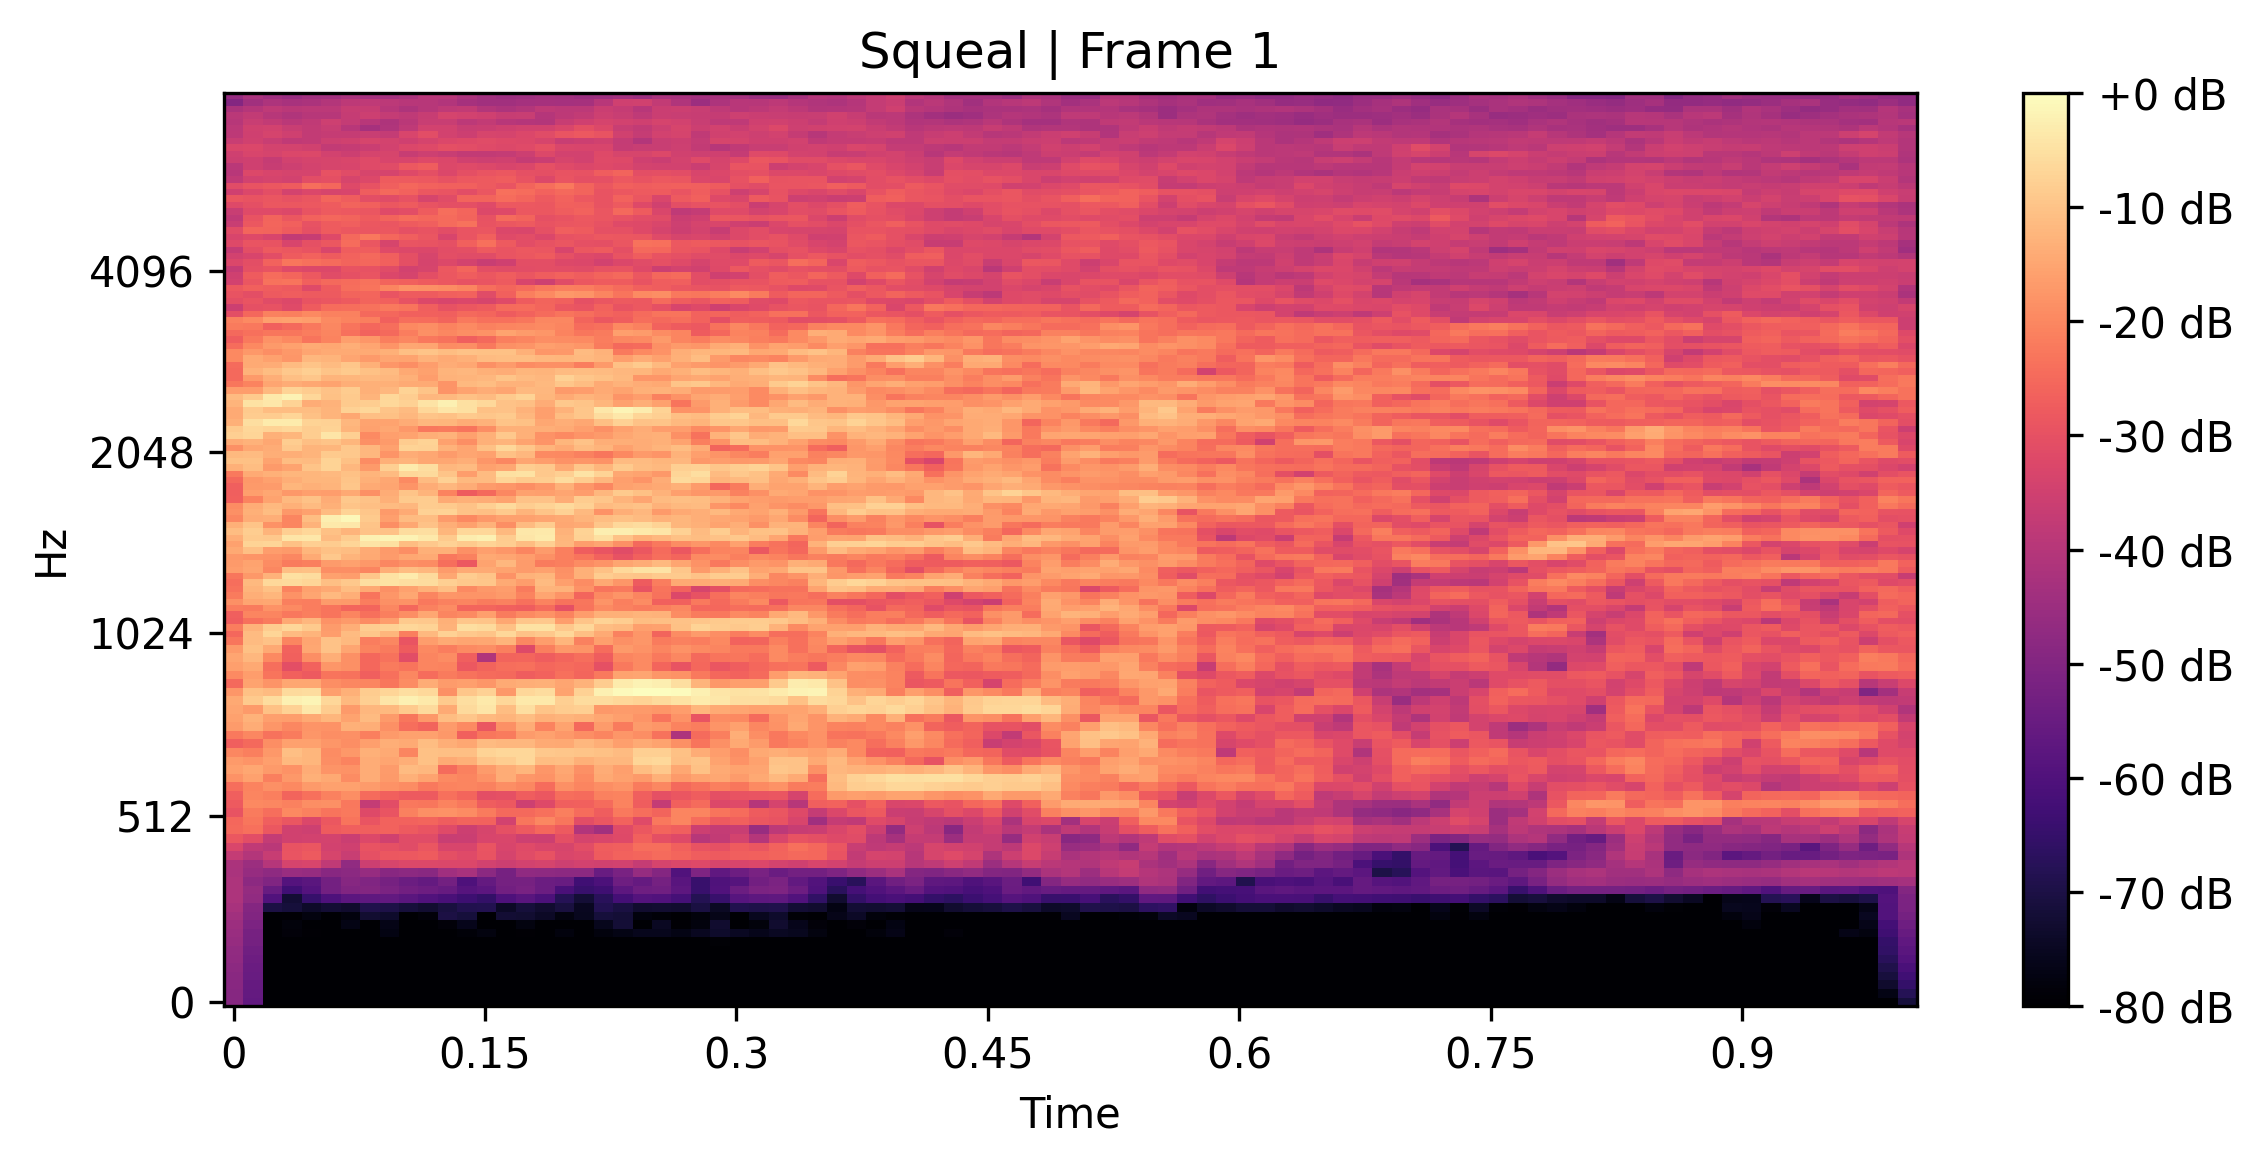 Squeal | Frame 1
+0 dB
-10 dB
-20 dB
-30 dB
-40 dB
-50 dB
-60 dB
-70 dB
-80 dB
Hz
4096
2048
1024
512
0
0 0.15 0.3 0.45 0.6 0.75 0.9
Time